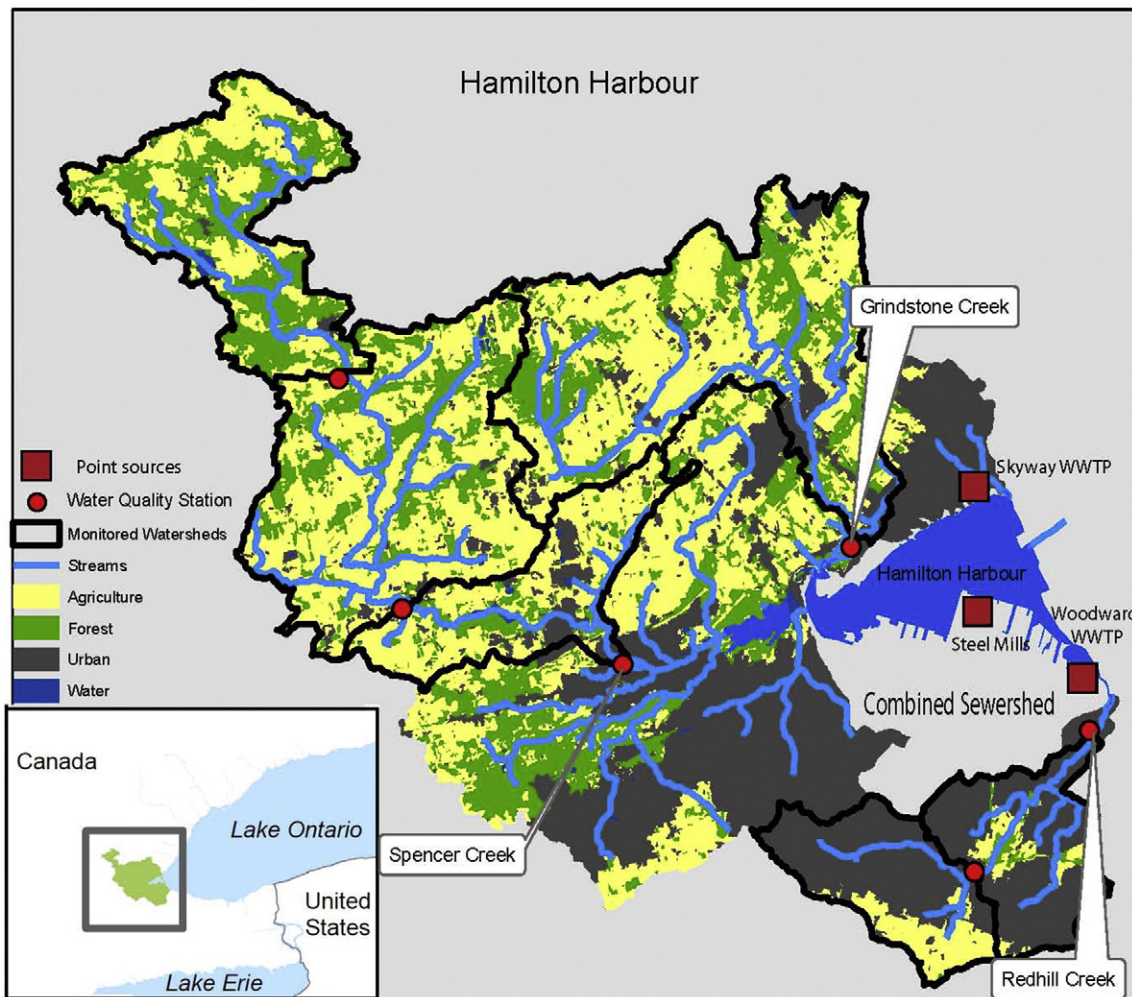 Hamilton Harbour
Grindstone Creek
Skyway WWTP
Hamilton Harbour
Woodward
WWTP
Steel Mills
Combined Sewershed
Point sources
Water Quality Station
Monitored Watersheds
Streams
Agriculture
Forest
Urban
Water
Canada
Lake Ontario
United
States
Lake Erie
Spencer Creek
Redhill Creek